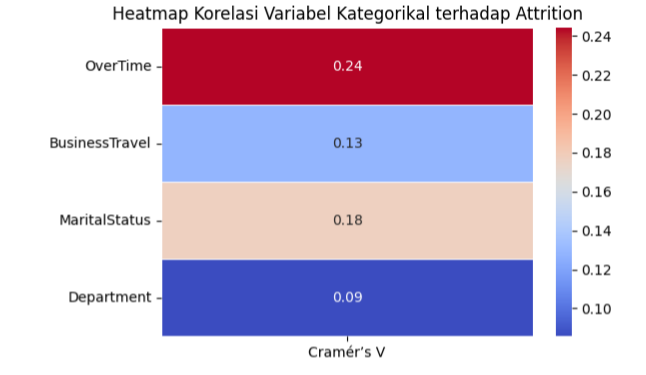 Heatmap Korelasi Variabel Kategorikal terhadap Attrition
OverTime
0.24
BusinessTravel
0.13
MaritalStatus
0.18
Department
0.09
Cramér’s V
0.24
0.22
0.20
0.18
0.16
0.14
0.12
0.10